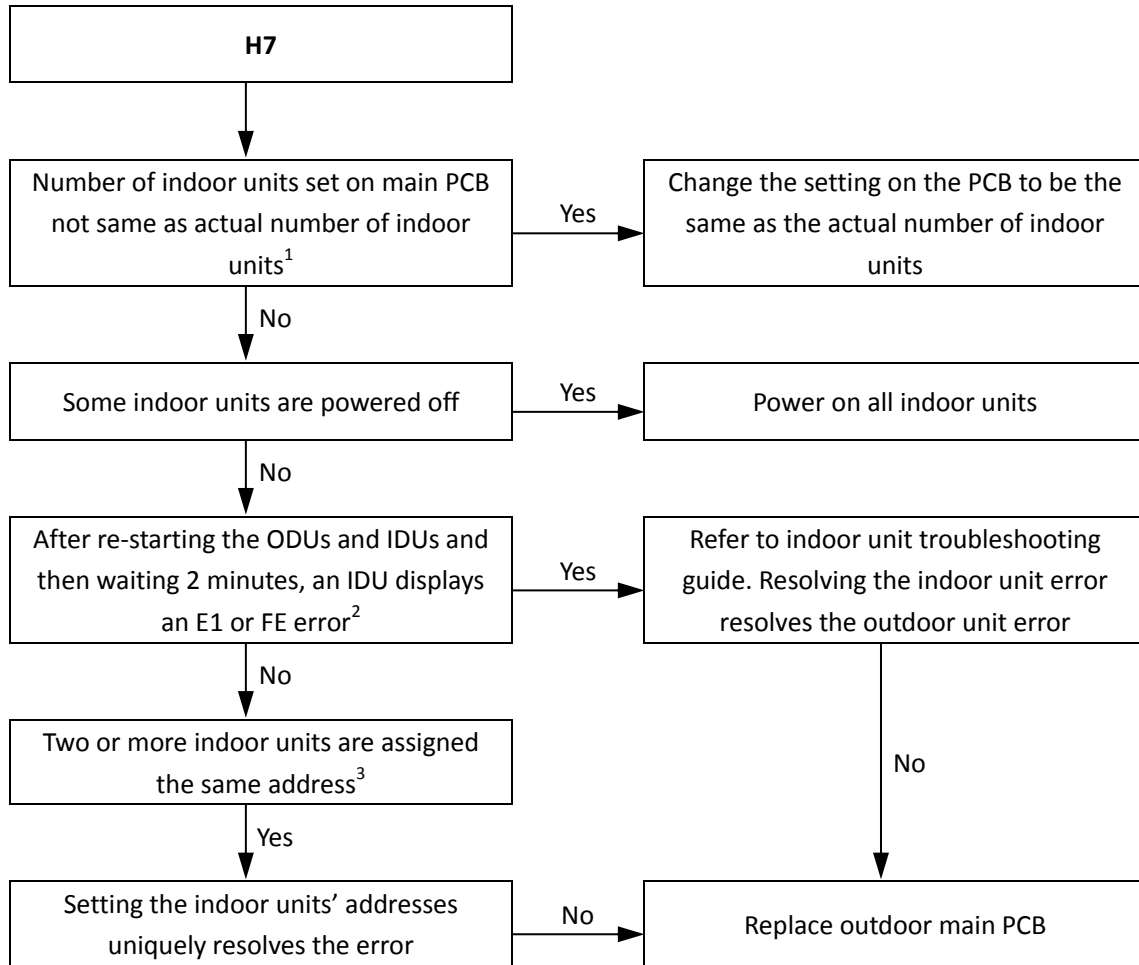 H7
Number of indoor units set on main PCB
not same as actual number of indoor
units¹
Yes
Change the setting on the PCB to be the
same as the actual number of indoor
units
No
Some indoor units are powered off
Yes
Power on all indoor units
No
After re-starting the ODUs and IDUs and
then waiting 2 minutes, an IDU displays
an E1 or FE error²
Yes
Refer to indoor unit troubleshooting
guide. Resolving the indoor unit error
resolves the outdoor unit error
No
Two or more indoor units are assigned
the same address³
No
Yes
Setting the indoor units’ addresses
uniquely resolves the error
No
Replace outdoor main PCB